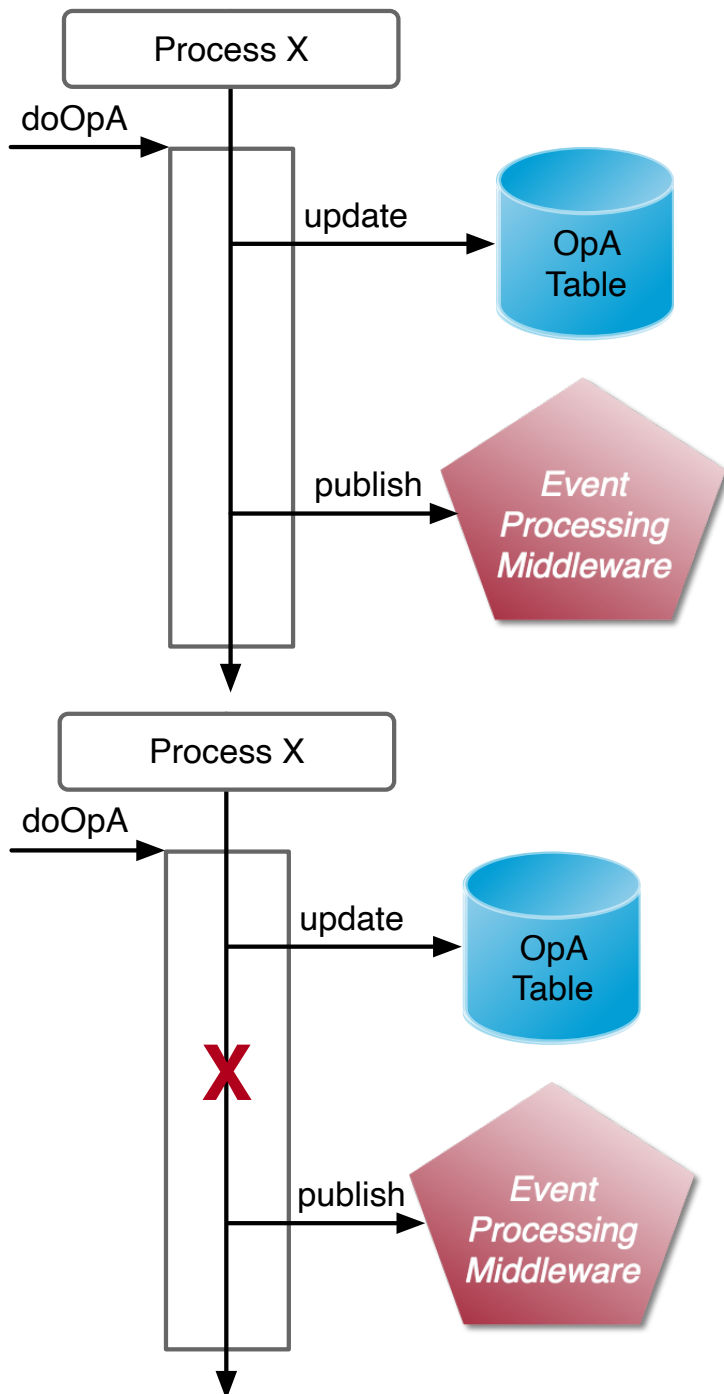 Process X
doOpA
update
OpA
Table
publish
Event
Processing
Middleware
Process X
doOpA
update
OpA
Table
X
publish
Event
Processing
Middleware